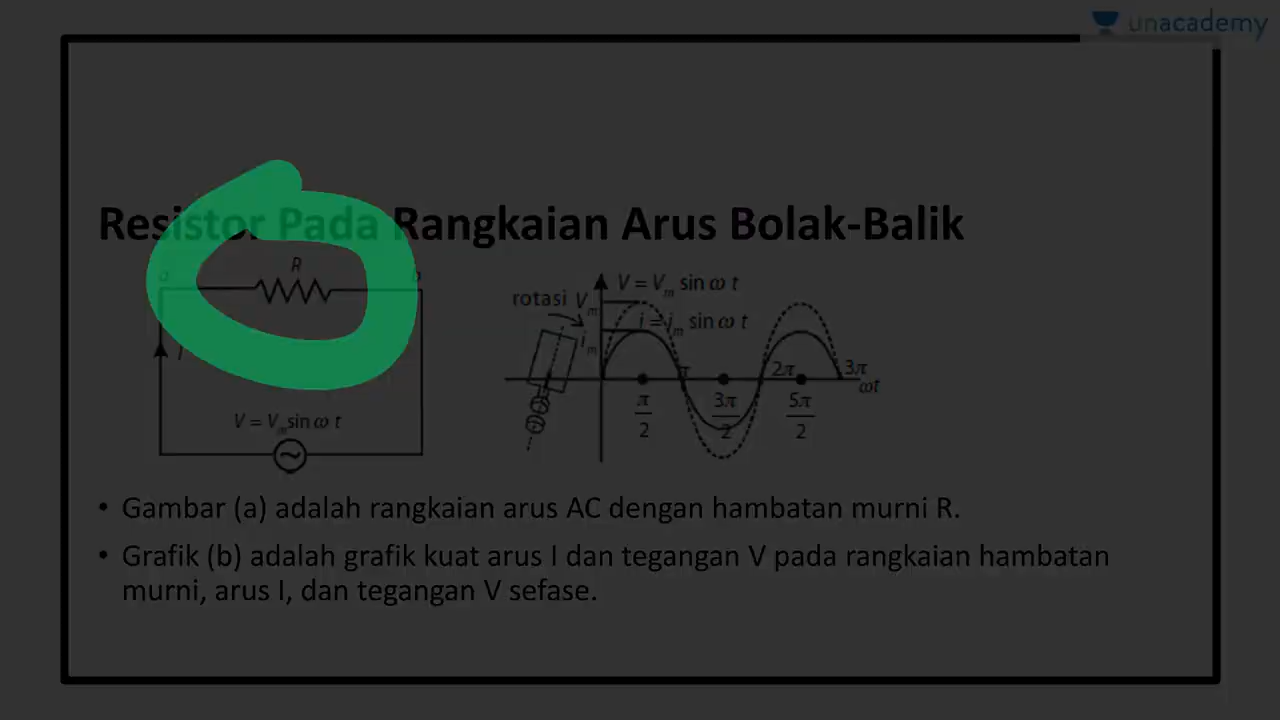 unacademy
Resistor Pada Rangkaian Arus Bolak-Balik
a R b
I
V = Vm sin ω t
rotasi
V = Vm sin ω t
Vm
i = im sin ω t
im
π 2π 3π
ωt
π/2 3π/2 5π/2
• Gambar (a) adalah rangkaian arus AC dengan hambatan murni R.
• Grafik (b) adalah grafik kuat arus I dan tegangan V pada rangkaian hambatan
murni, arus I, dan tegangan V sefase.